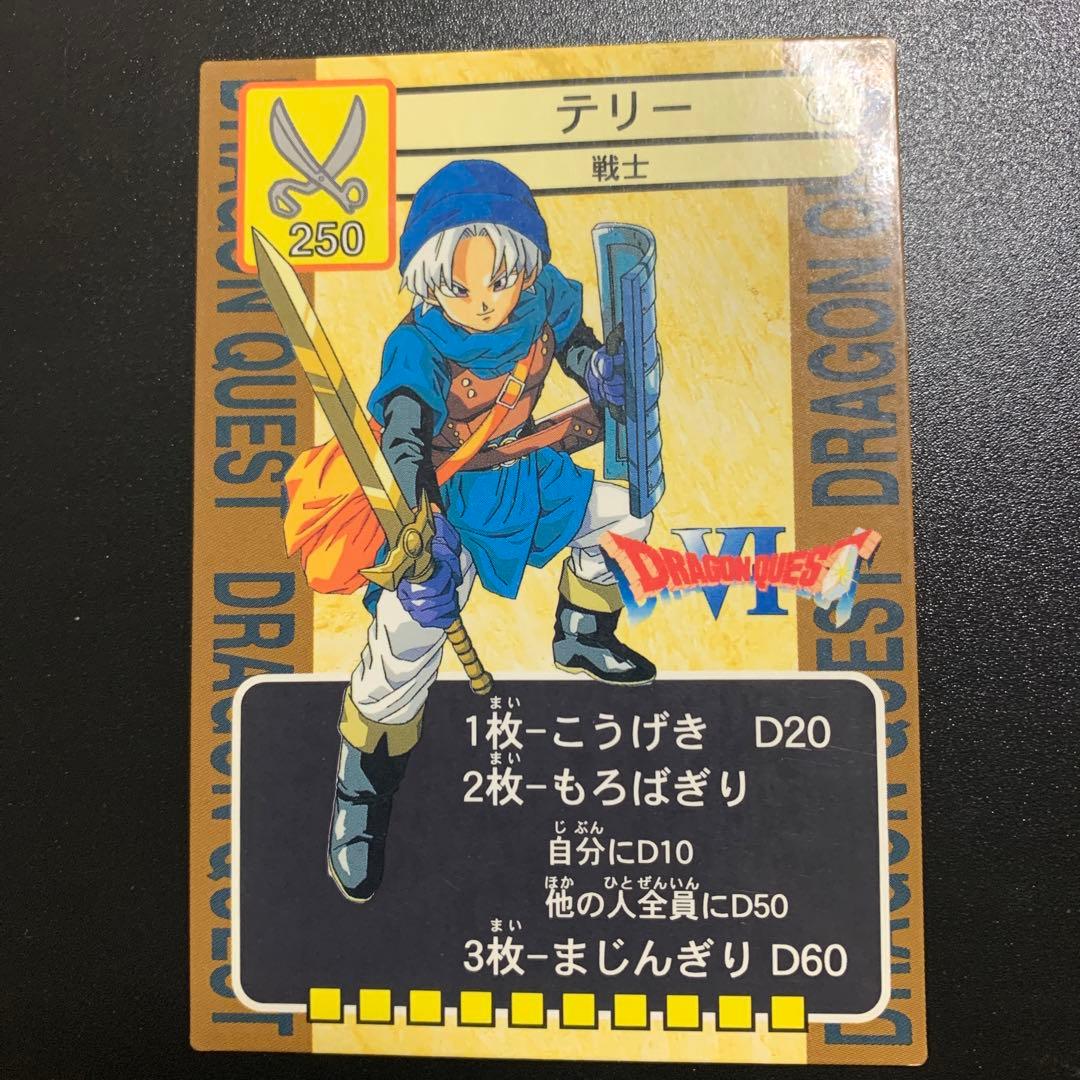 テリー
戦士
250
DRAGON QUEST DRAGON QUEST
DRAGON QUEST DRAGON QUEST
DRAGON QUEST
VI
1枚-こうげき D20
2枚-もろばぎり
自分にD10
他の人全員にD50
3枚-まじんぎり D60
まい
まい
じ ぶん
ほか ひとぜんいん
まい